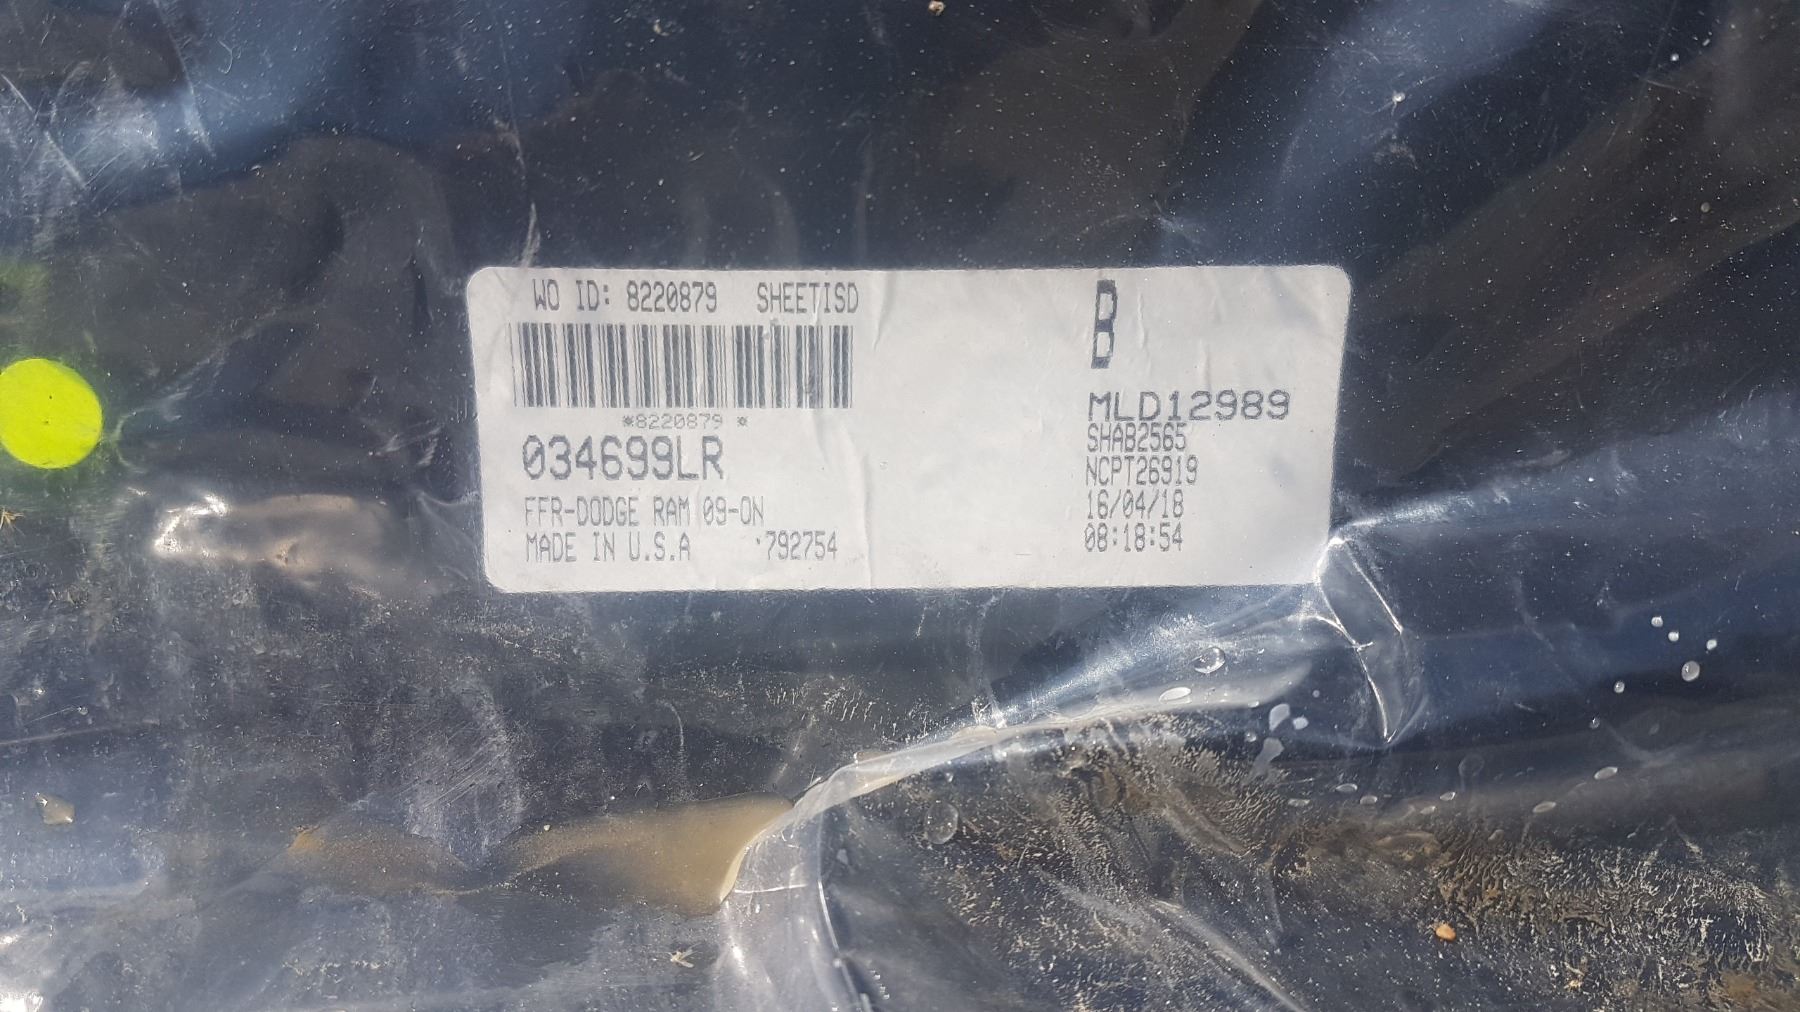 WO ID: 8220879 SHEETISD
*8220879 *
034699LR
FFR-DODGE RAM 09-ON
MADE IN U.S.A 792754
B
MLD12989
SHAB2565
NCPT26919
16/04/18
08:18:54